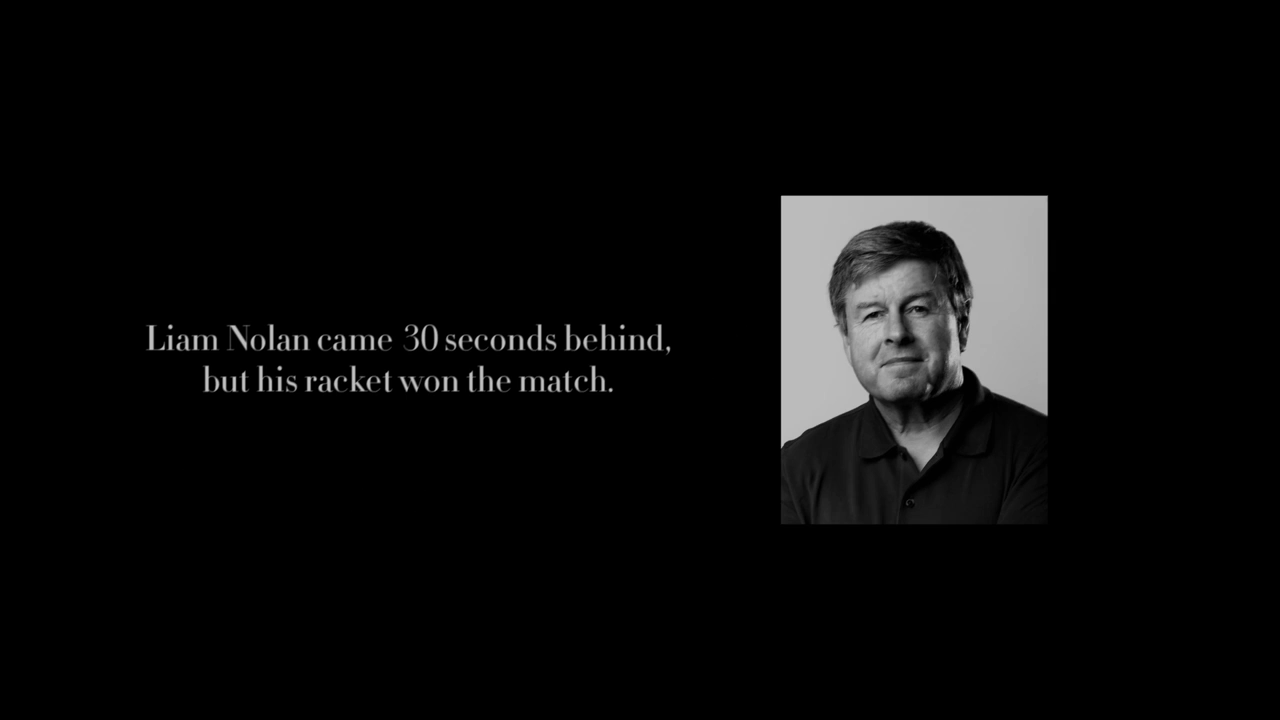 Liam Nolan came 30 seconds behind,
but his racket won the match.